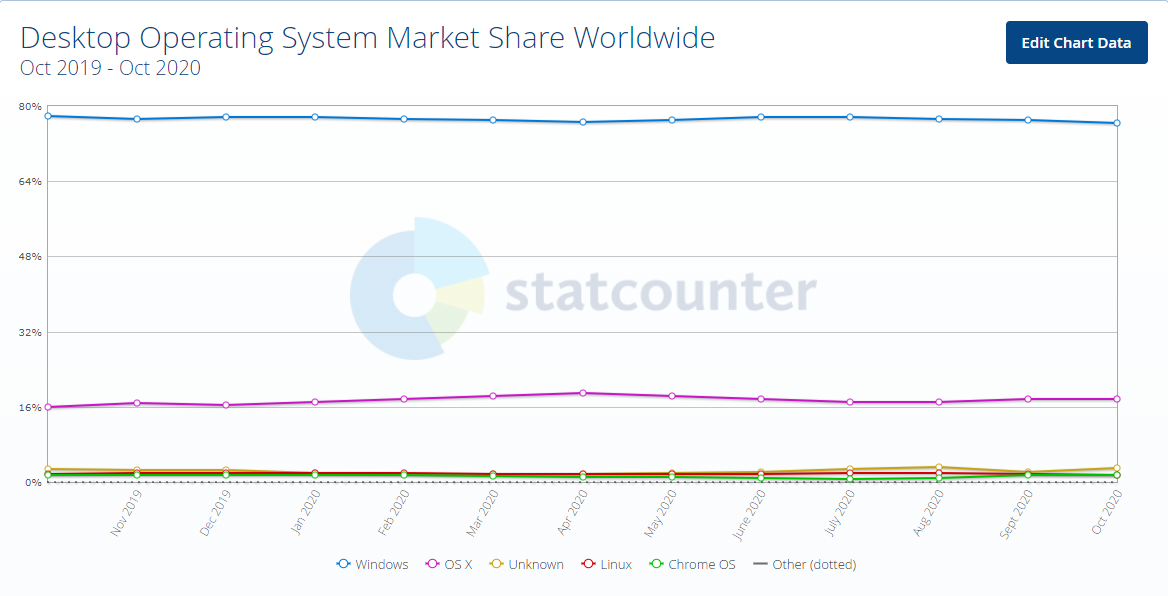 Desktop Operating System Market Share Worldwide
Oct 2019 - Oct 2020
Edit Chart Data
80%
64%
48%
32%
16%
0%
statcounter
Nov 2019
Dec 2019
Jan 2020
Feb 2020
Mar 2020
Apr 2020
May 2020
June 2020
July 2020
Aug 2020
Sept 2020
Oct 2020
Windows OS X Unknown Linux Chrome OS Other (dotted)